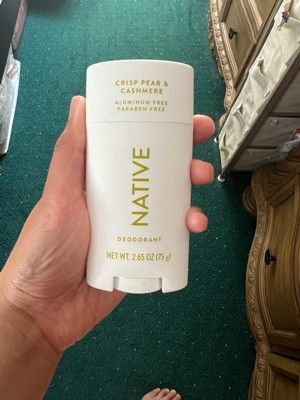 CRISP PEAR &
CASHMERE
ALUMINUM FREE
PARABEN FREE
NATIVE
DEODORANT
NET WT. 2.65 OZ (75 g)